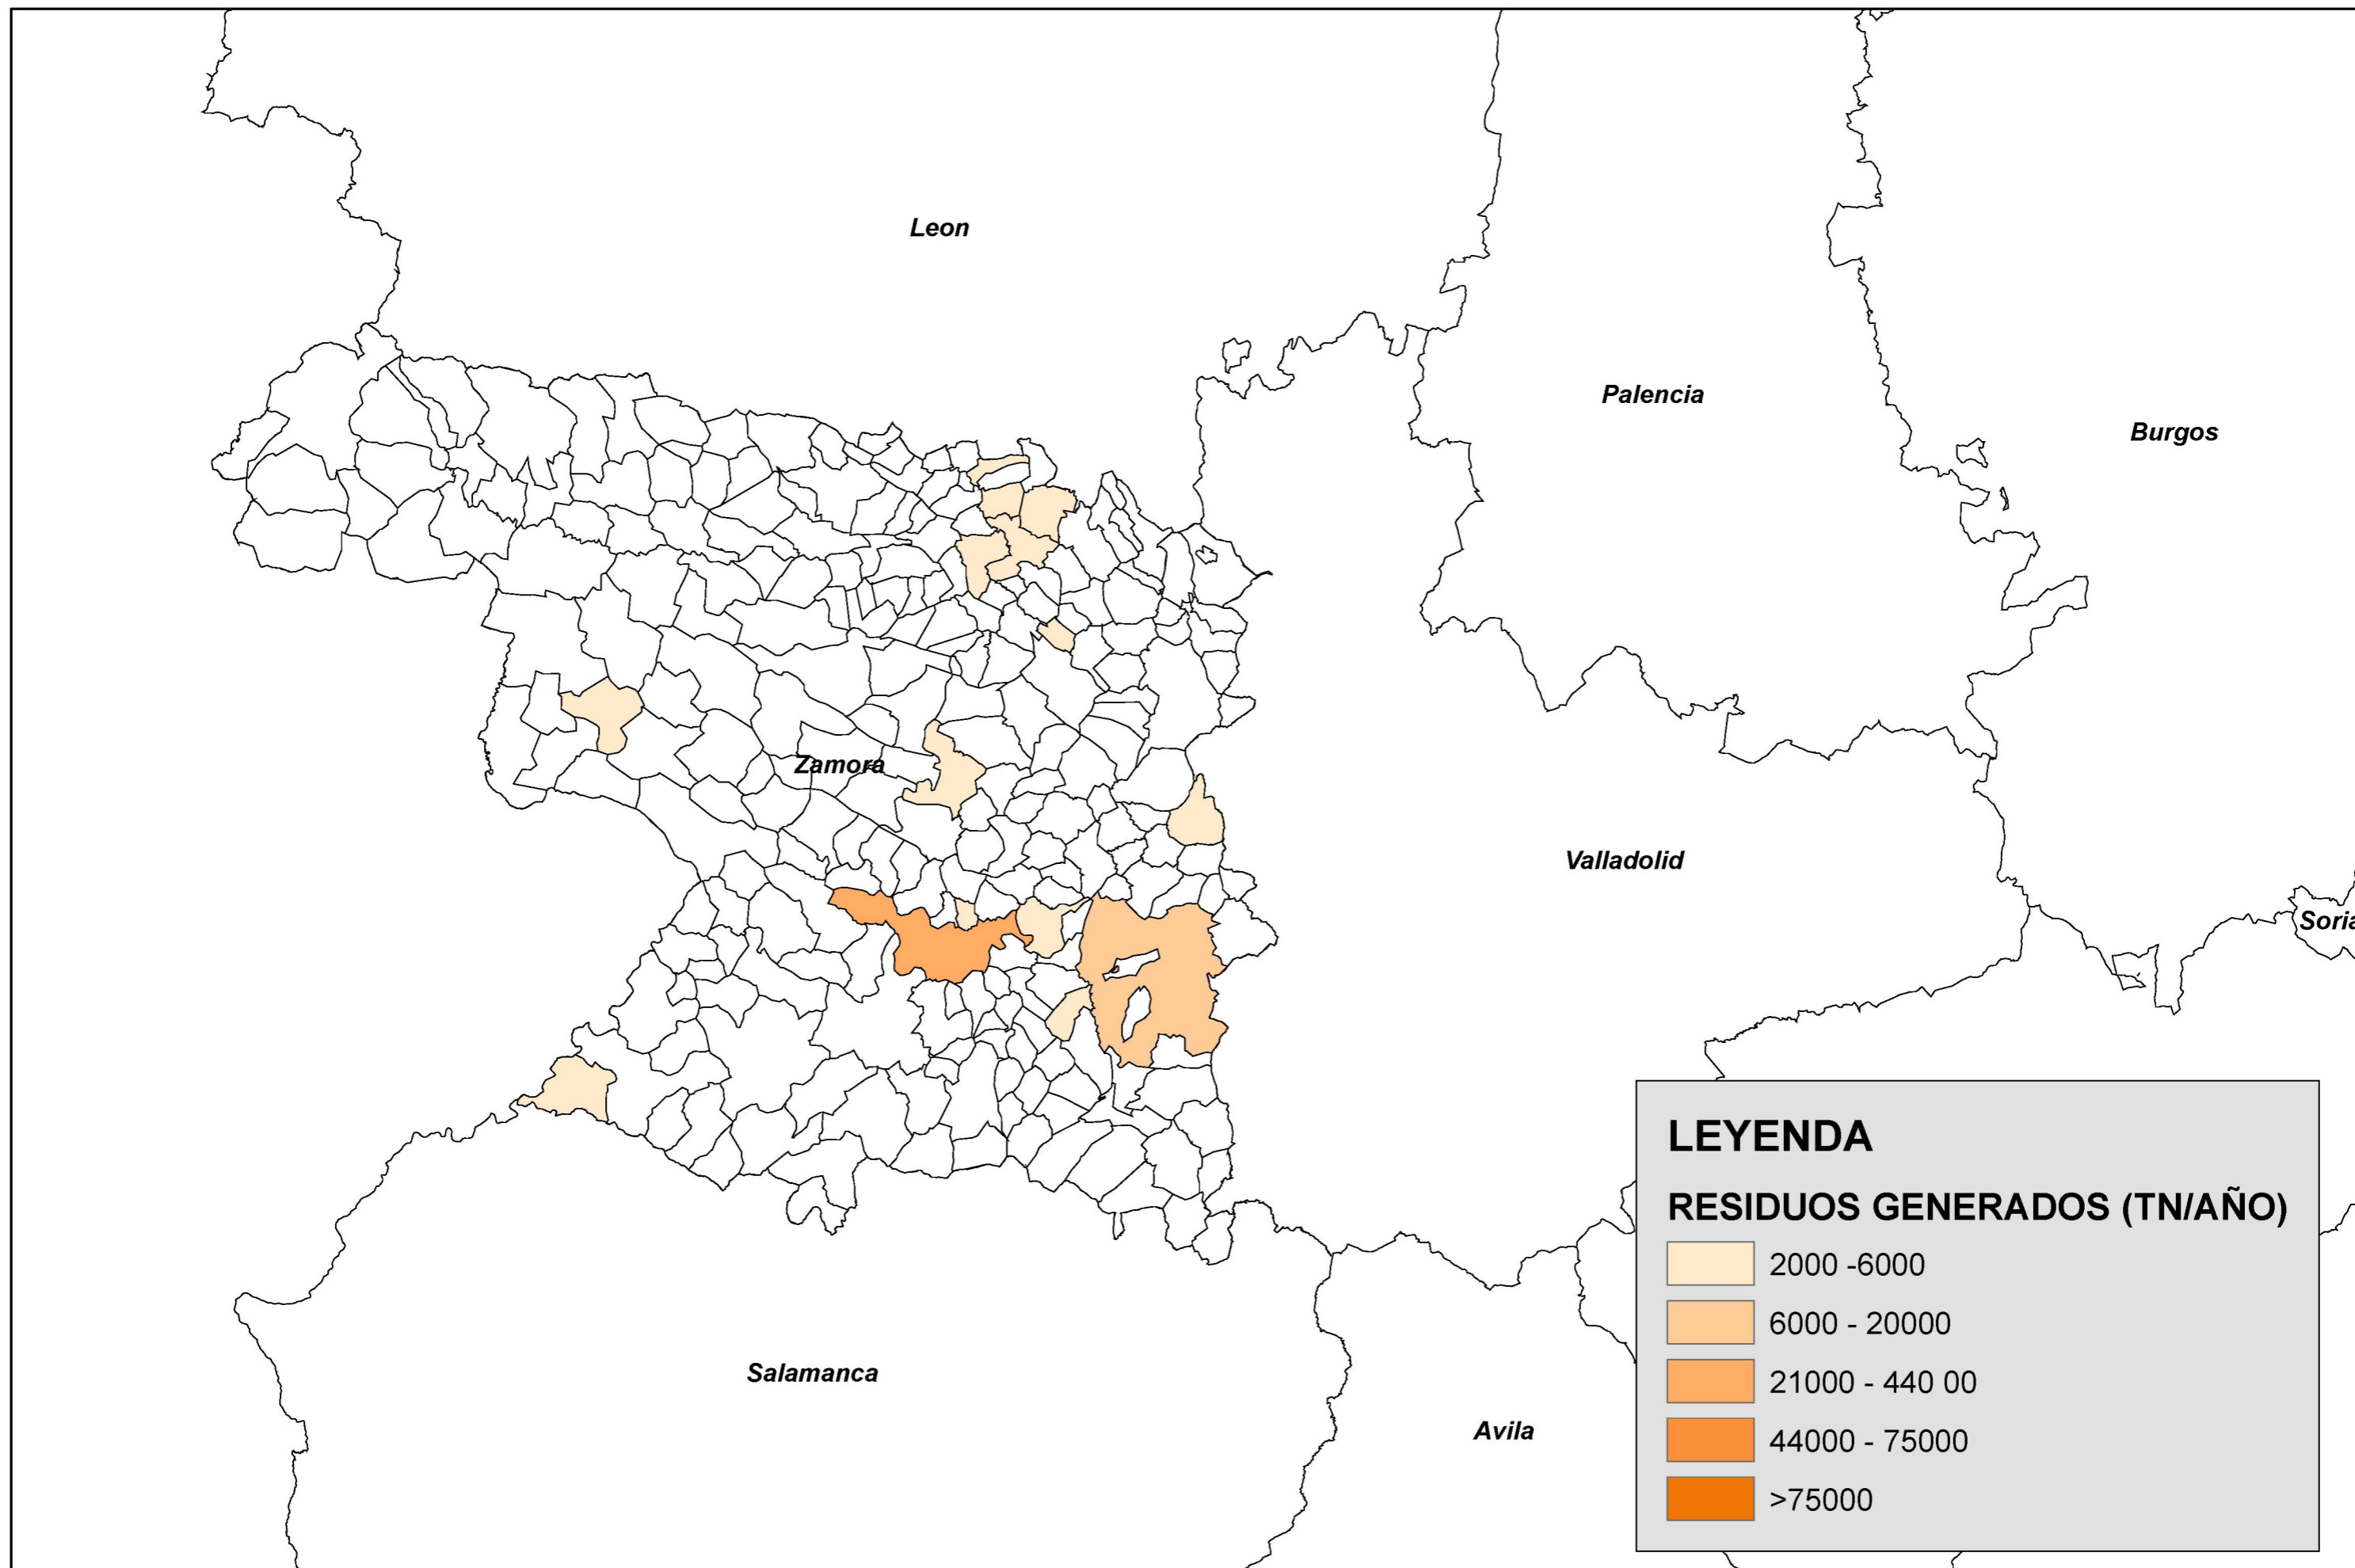 Leon
Palencia
Burgos
Zamora
Valladolid
Soria
Salamanca
Avila
LEYENDA
RESIDUOS GENERADOS (TN/AÑO)
2000 -6000
6000 - 20000
21000 - 440 00
44000 - 75000
>75000